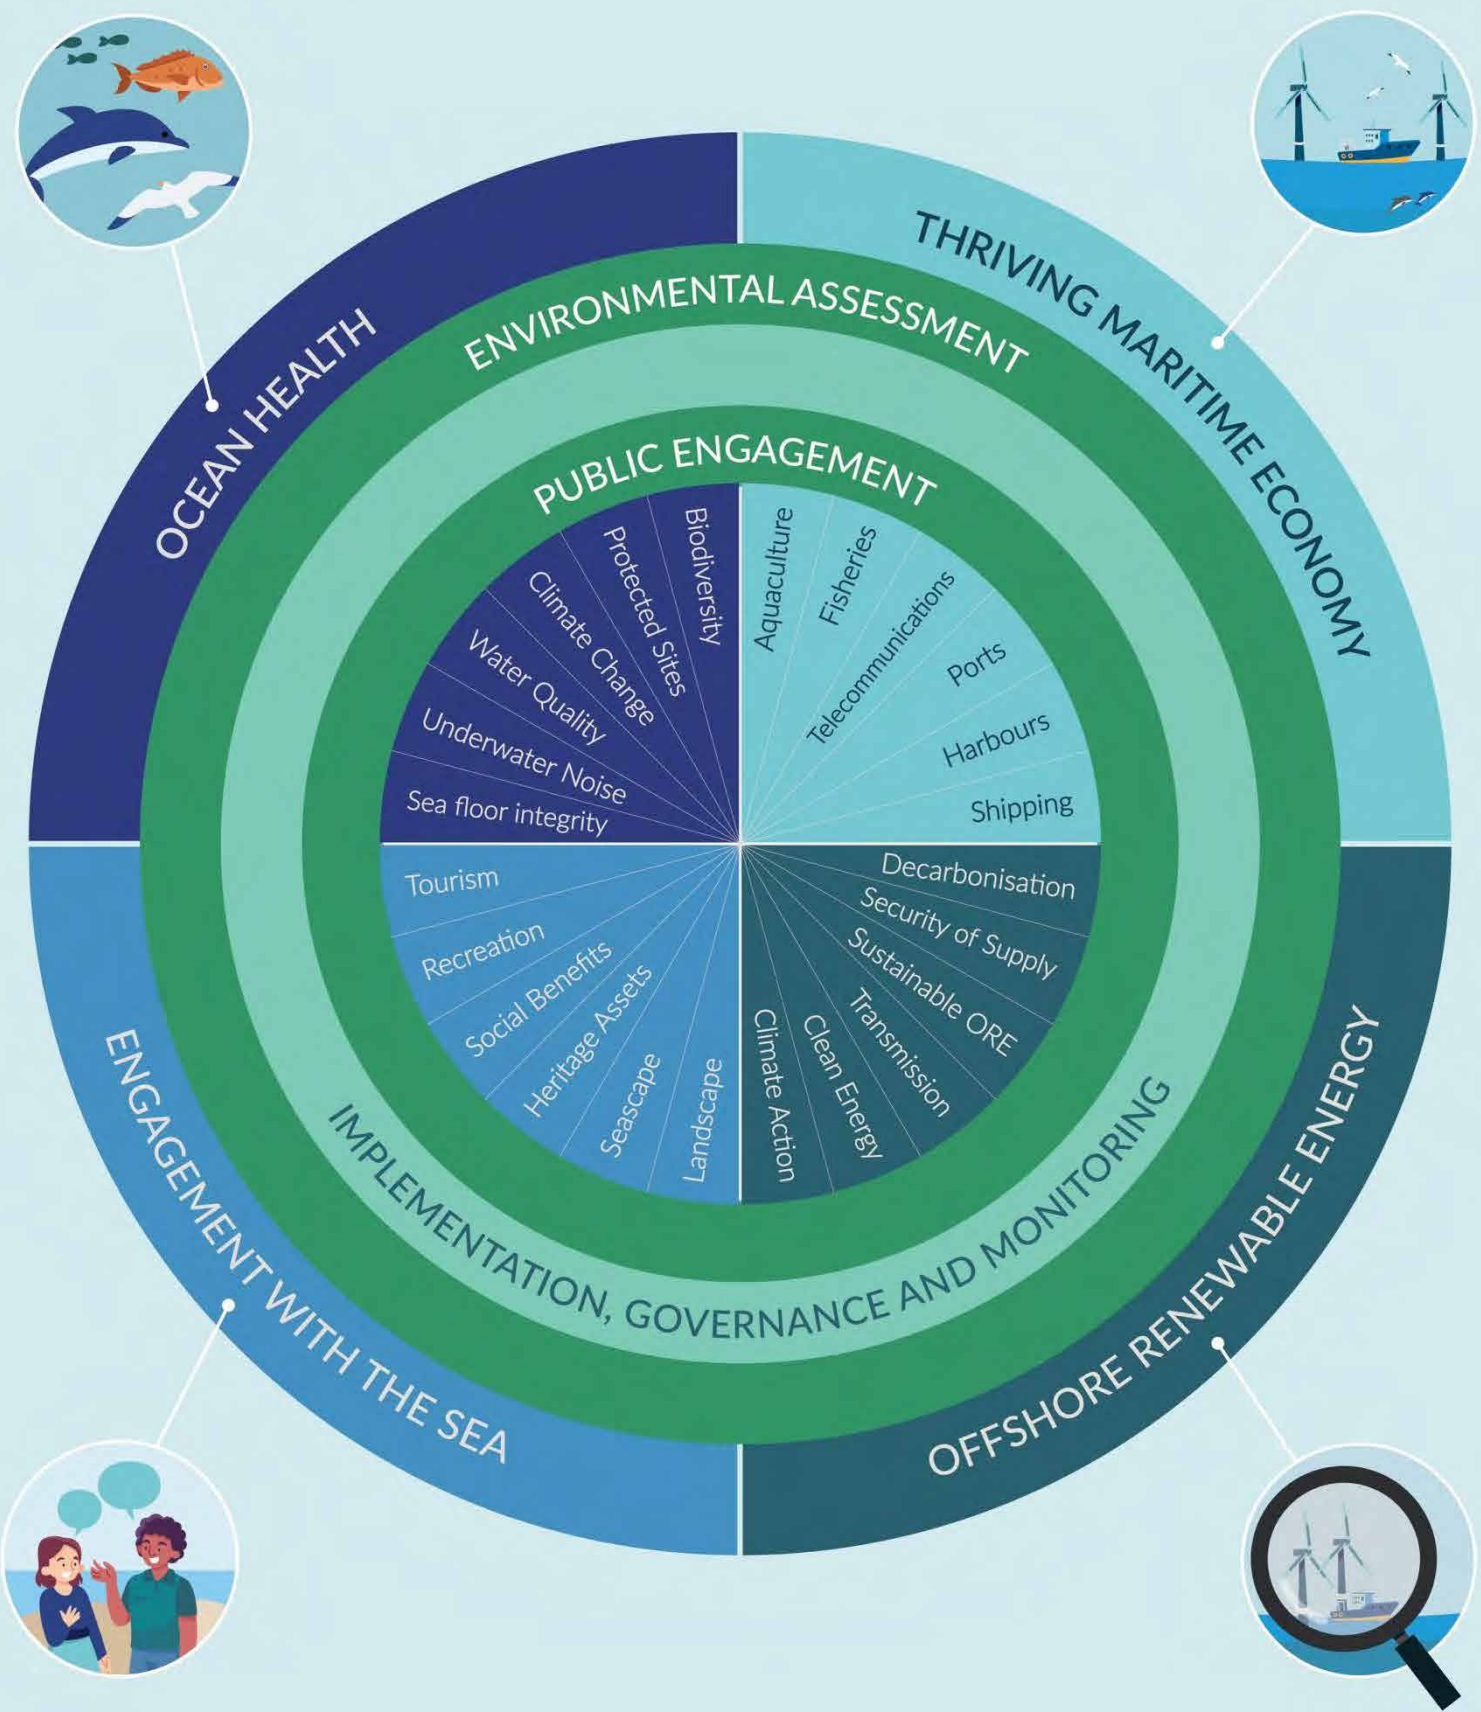 OCEAN HEALTH
THRIVING MARITIME ECONOMY
ENVIRONMENTAL ASSESSMENT
PUBLIC ENGAGEMENT
Biodiversity
Protected Sites
Climate Change
Water Quality
Underwater Noise
Sea floor integrity
Aquaculture
Fisheries
Telecommunications
Ports
Harbours
Shipping
Tourism
Recreation
Social Benefits
Heritage Assets
Seascape
Landscape
Decarbonisation
Security of Supply
Sustainable ORE
Transmission
Clean Energy
Climate Action
IMPLEMENTATION, GOVERNANCE AND MONITORING
ENGAGEMENT WITH THE SEA
OFFSHORE RENEWABLE ENERGY